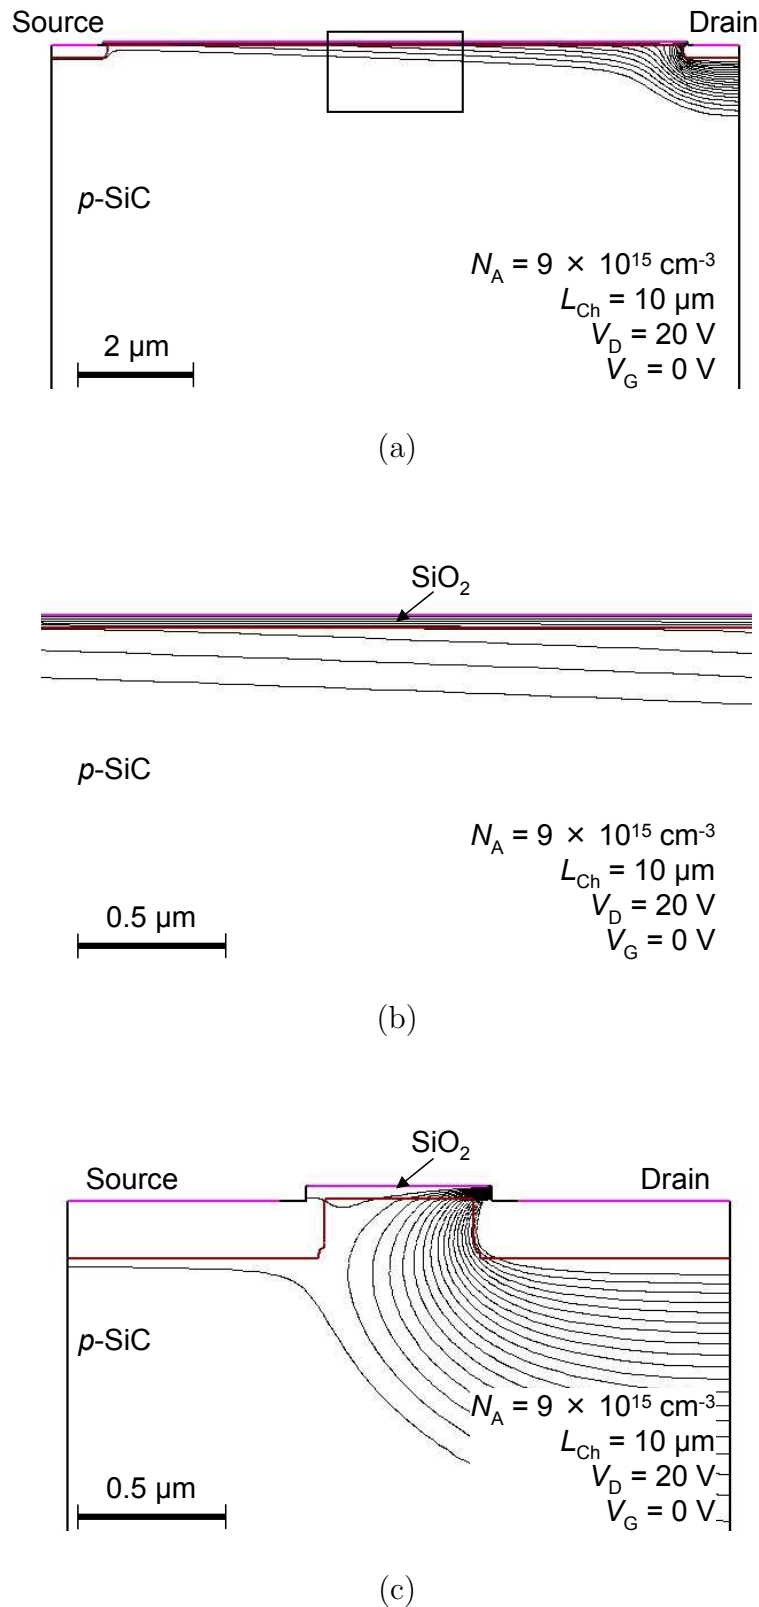 Source Drain
p-SiC
N_A = 9 × 10^15 cm^-3
L_Ch = 10 μm
V_D = 20 V
2 μm
V_G = 0 V
(a)
SiO_2
p-SiC
N_A = 9 × 10^15 cm^-3
L_Ch = 10 μm
0.5 μm
V_D = 20 V
V_G = 0 V
(b)
SiO_2
Source Drain
p-SiC
N_A = 9 × 10^15 cm^-3
L_Ch = 10 μm
0.5 μm
V_D = 20 V
V_G = 0 V
(c)